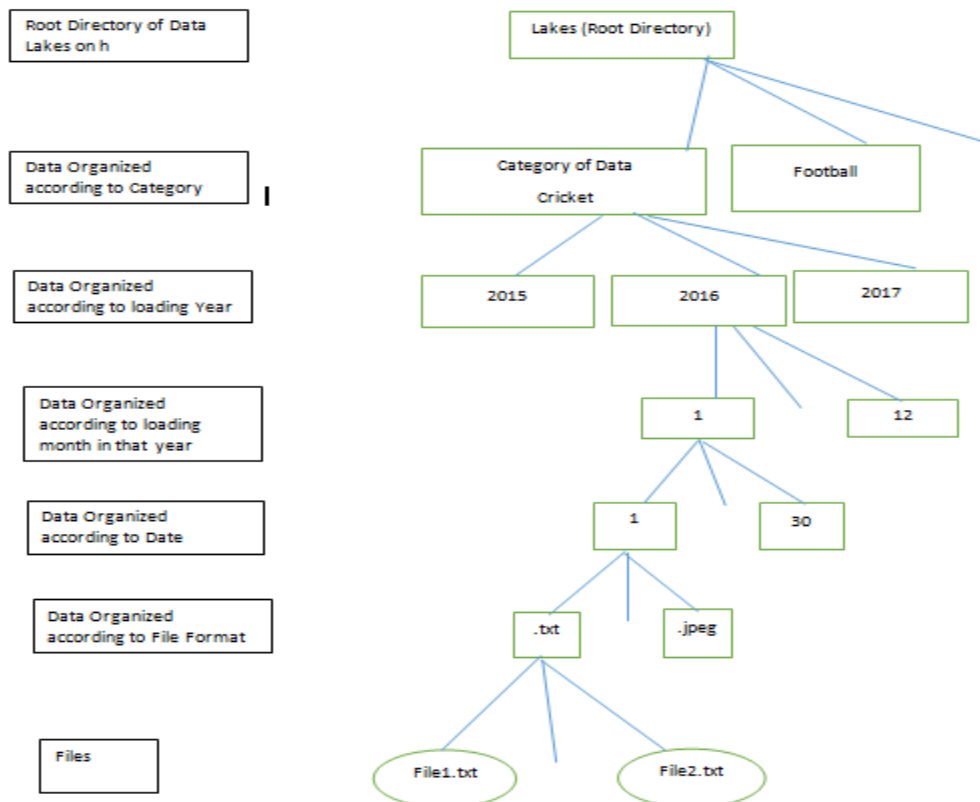 Root Directory of Data
Lakes on h
Lakes (Root Directory)
Data Organized
according to Category
Category of Data
Cricket
Football
Data Organized
according to loading Year
2015
2016
2017
Data Organized
according to loading
month in that year
1
12
Data Organized
according to Date
1
30
Data Organized
according to File Format
.txt
.jpeg
Files
File1.txt
File2.txt